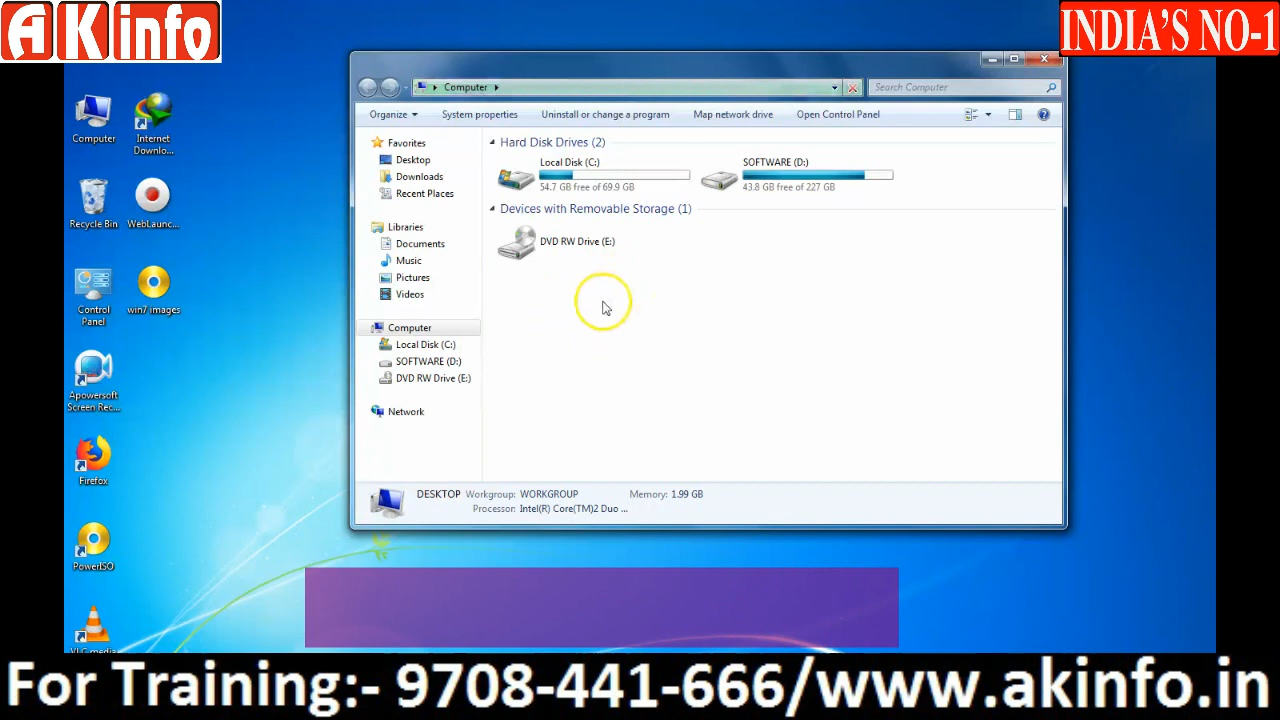 AKinfo
INDIA'S NO-1
Computer
Search Computer
Organize
System properties
Uninstall or change a program
Map network drive
Open Control Panel
Favorites
Desktop
Downloads
Recent Places
Libraries
Documents
Music
Pictures
Videos
Computer
Local Disk (C:)
SOFTWARE (D:)
DVD RW Drive (E:)
Network
Hard Disk Drives (2)
Local Disk (C:)
54.7 GB free of 69.9 GB
SOFTWARE (D:)
43.8 GB free of 227 GB
Devices with Removable Storage (1)
DVD RW Drive (E:)
DESKTOP Workgroup: WORKGROUP Memory: 1.99 GB
Processor: Intel(R) Core(TM)2 Duo ...
Computer
Internet
Downlo...
Recycle Bin
WebLaunc...
Control
Panel
win7 images
Apowersoft
Screen Rec...
Firefox
PowerISO
VLC media
For Training:- 9708-441-666/www.akinfo.in